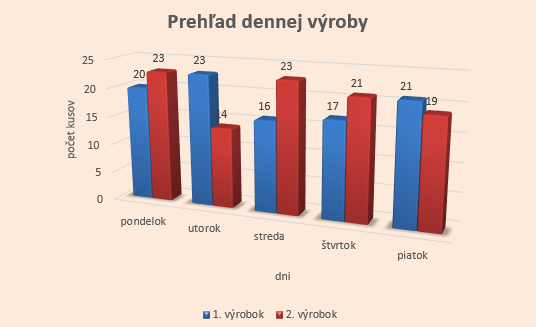 Prehľad dennej výroby
počet kusov
25
20
15
10
5
0
20 23
23 14
16 23
17 21
21 19
pondelok
utorok
streda
štvrtok
piatok
dni
1. výrobok 2. výrobok